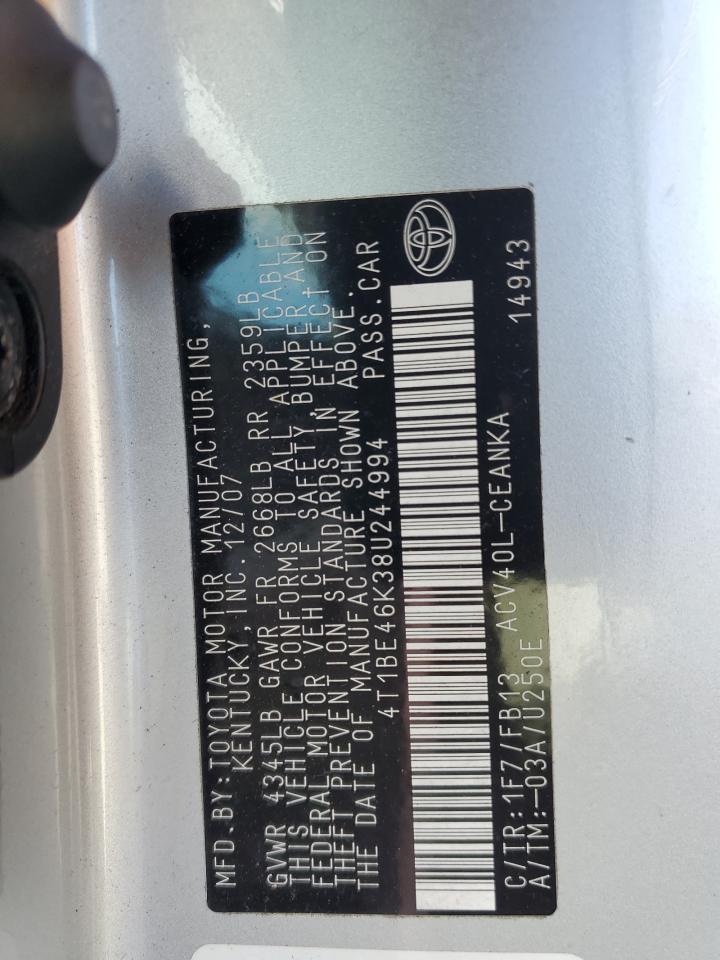 MFD.BY:TOYOTA MOTOR MANUFACTURING,
KENTUCKY,INC.12/07
GVWR 4345LB GAWR FR 2668LB RR 2359LB
THIS VEHICLE CONFORMS TO ALL APPLICABLE
FEDERAL MOTOR VEHICLE SAFETY,BUMPER AND
THEFT PREVENTION STANDARDS IN EFFECT ON
THE DATE OF MANUFACTURE SHOWN ABOVE.
4T1BE46K38U244994 PASS.CAR
C/TR:1F7/FB13 ACV40L-CEANKA 14943
A/TM:-03A/U250E